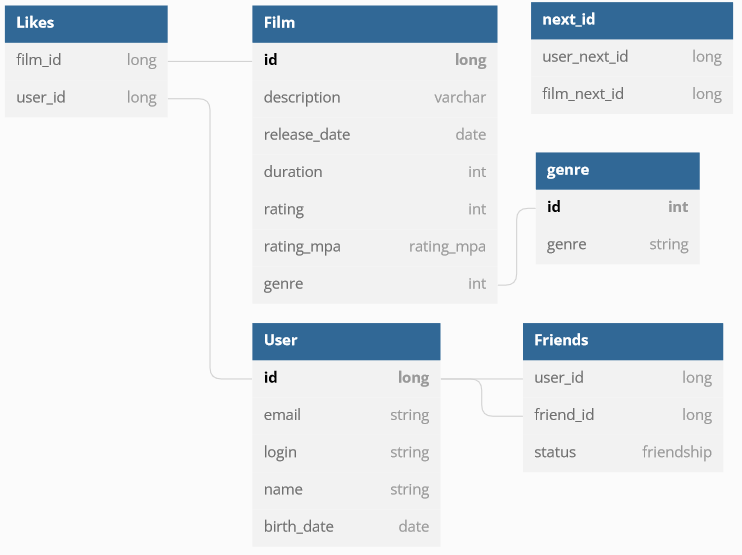 Likes
film_id long
user_id long
Film
id long
description varchar
release_date date
duration int
rating int
rating_mpa rating_mpa
genre int
next_id
user_next_id long
film_next_id long
genre
id int
genre string
User
id long
email string
login string
name string
birth_date date
Friends
user_id long
friend_id long
status friendship